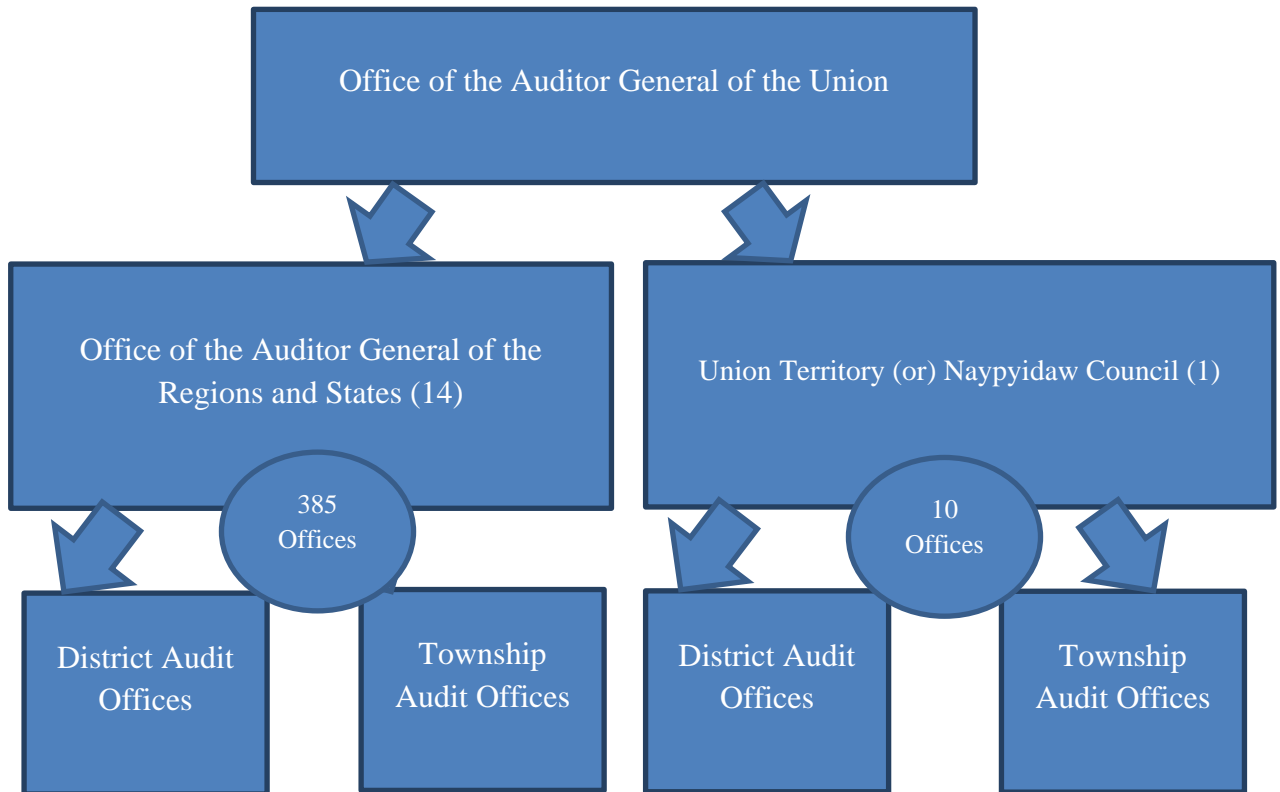 Office of the Auditor General of the Union
Office of the Auditor General of the
Regions and States (14)
Union Territory (or) Naypyidaw Council (1)
385
Offices
10
Offices
District Audit
Offices
Township
Audit Offices
District Audit
Offices
Township
Audit Offices